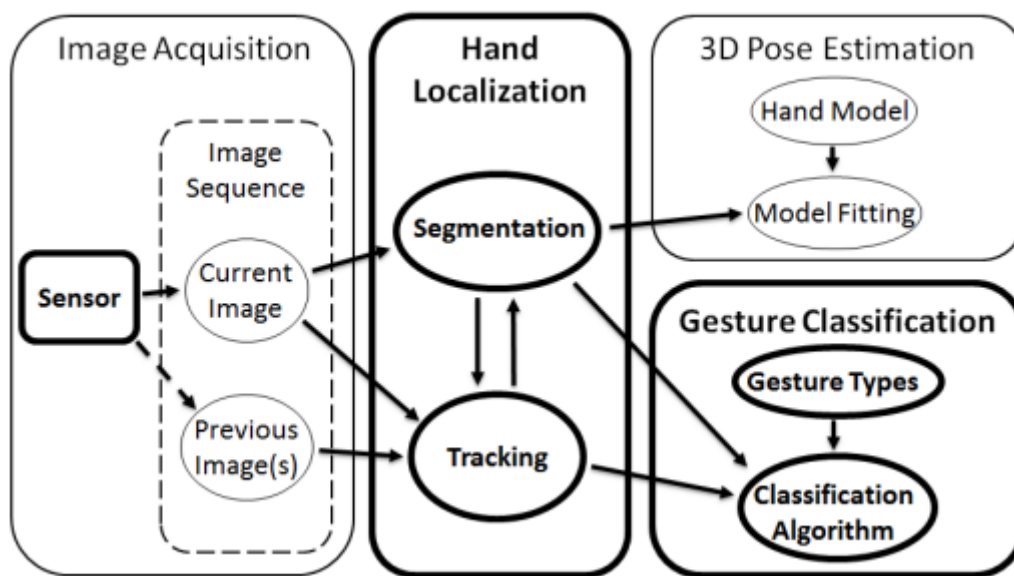 Image Acquisition
Image
Sequence
Sensor
Current
Image
Previous
Image(s)
Hand
Localization
Segmentation
Tracking
3D Pose Estimation
Hand Model
Model Fitting
Gesture Classification
Gesture Types
Classification
Algorithm